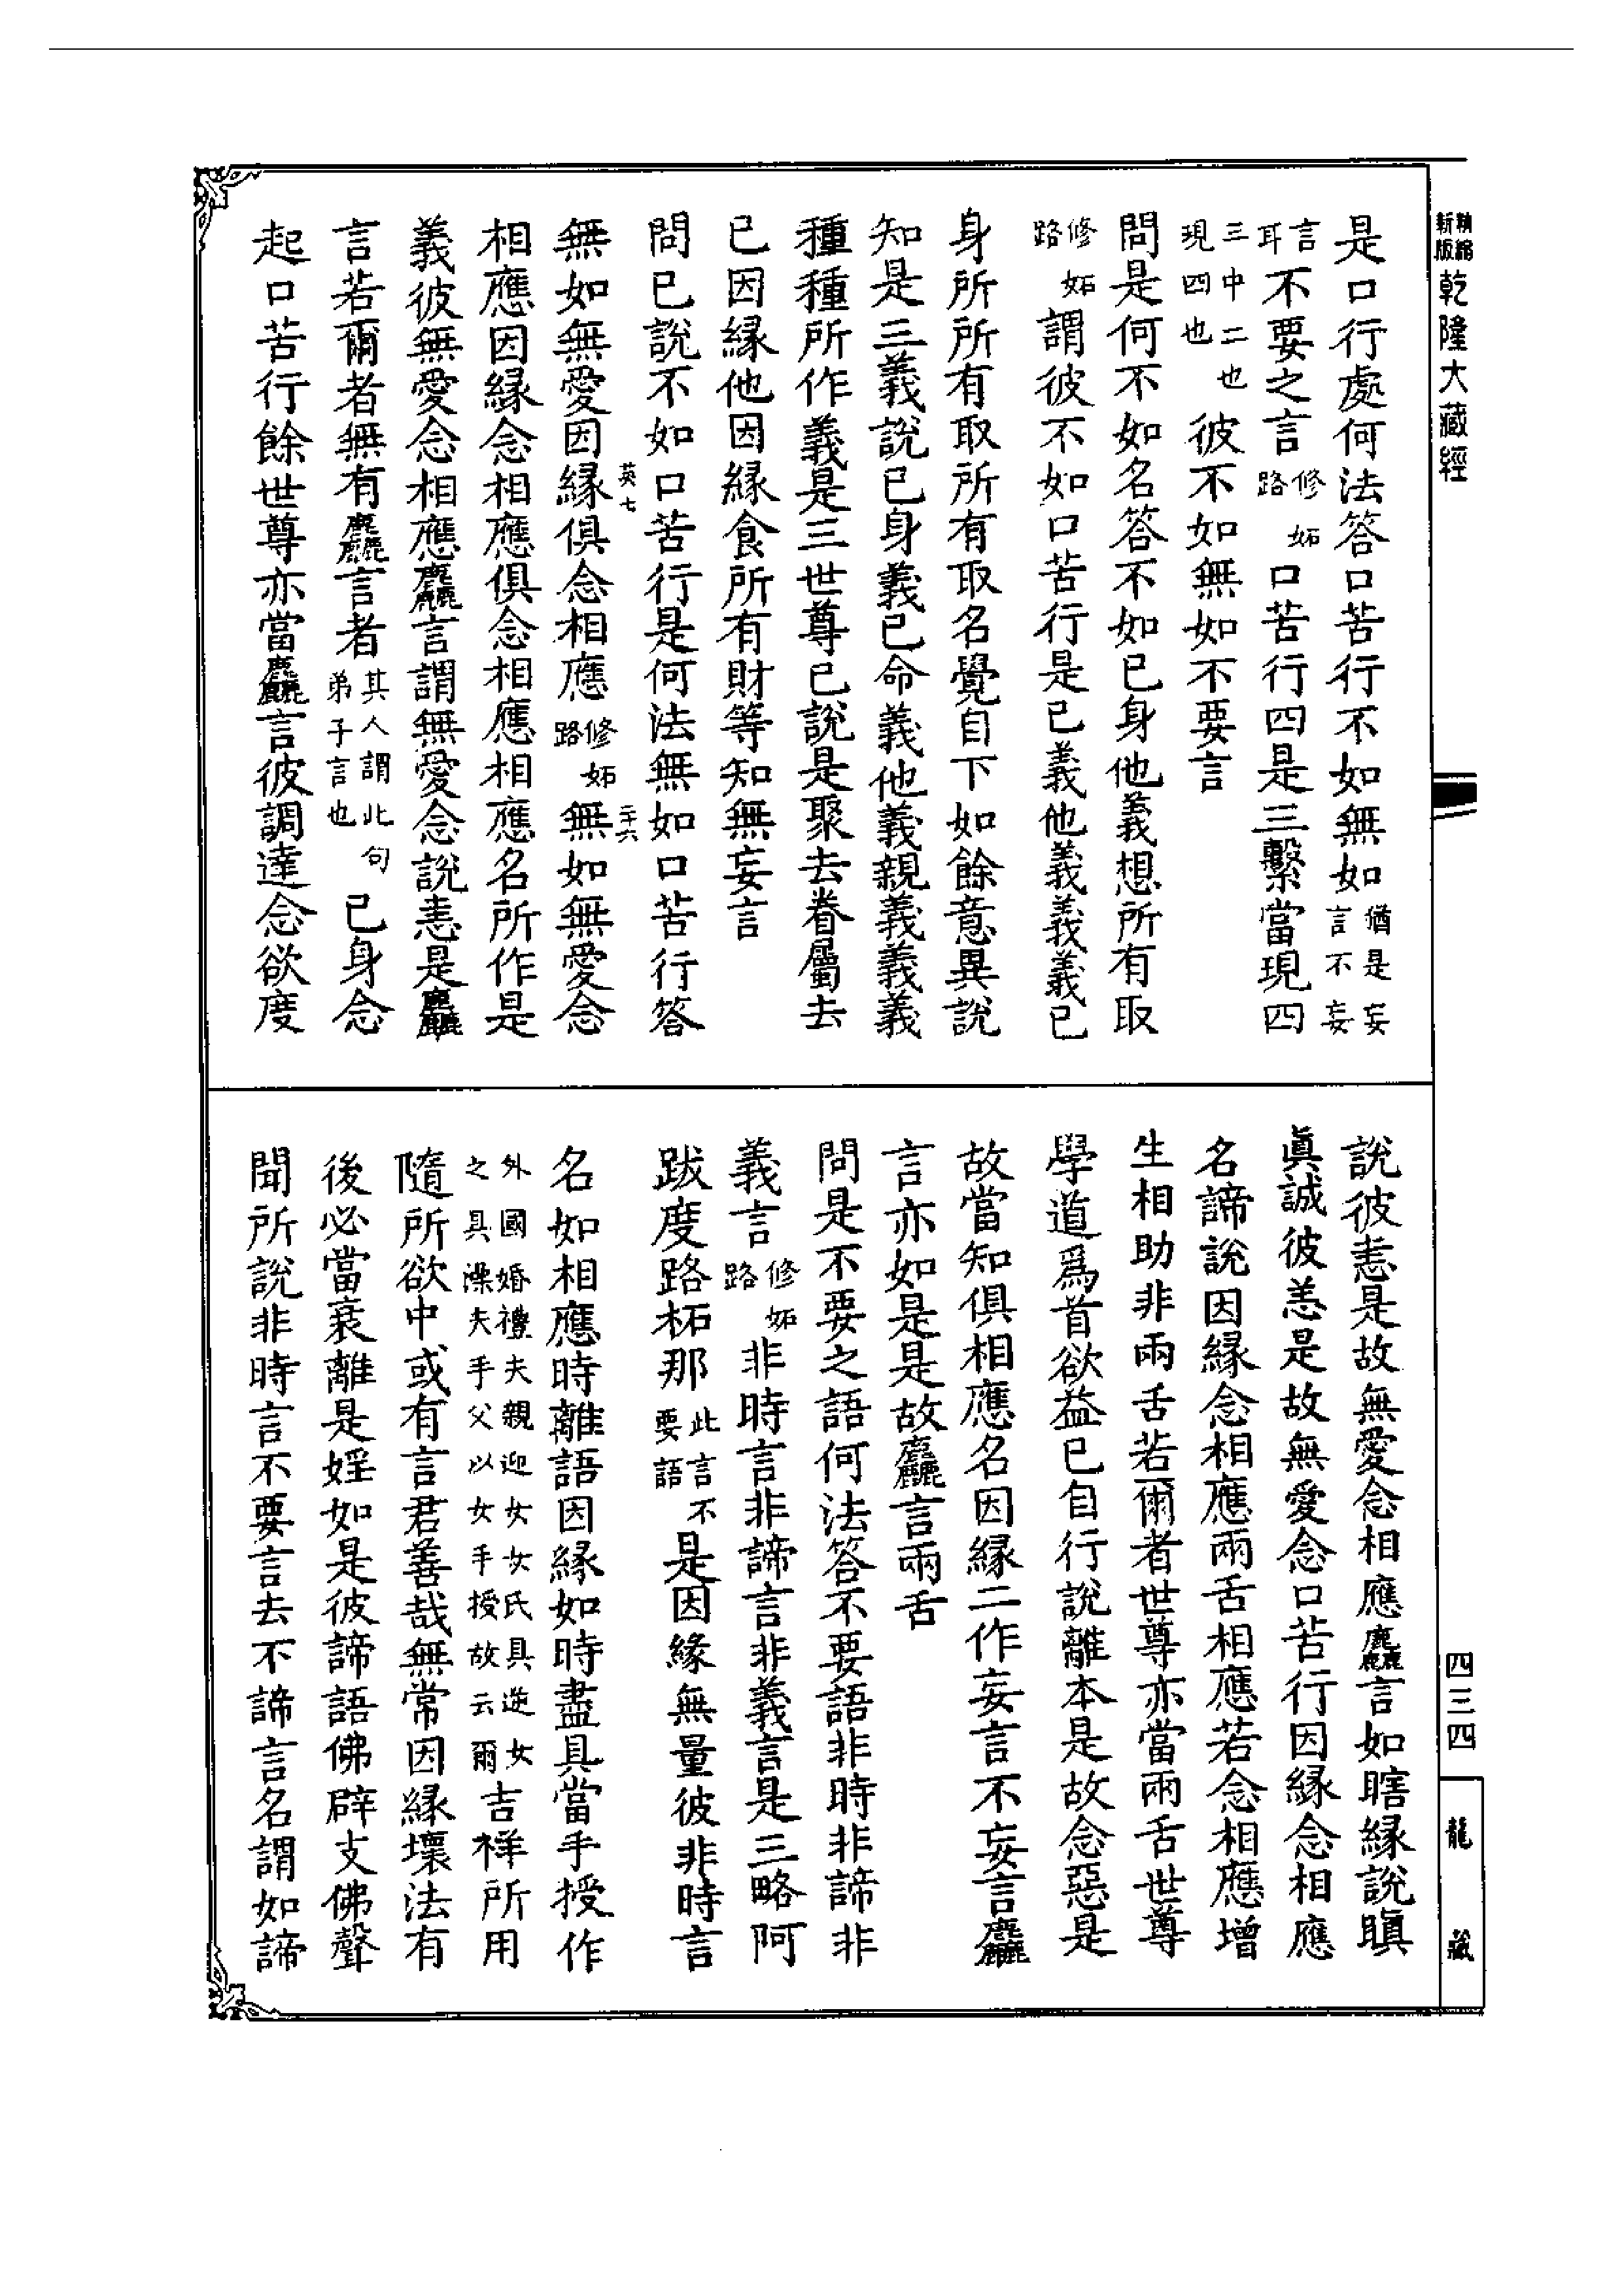 精縮新版 乾隆大藏經
是口行處何法答口苦行不如無如猶是妄言不妄
言耳不要之言修妬路口苦行四是三繫當現四
三中二也現四也彼不如無如不要言
問是何不如名答不如已身他義想所有取
修妬路謂彼不如口苦行是已義他義義義已
身所所有取所有取名覺自下如餘意異說
知是三義說已身義已命義他義親義義義
種種所作義是三世尊已說是聚去眷屬去
已因緣他因緣食所有財等知無妄言
問已說不如口苦行是何法無如口苦行答
英七 二十六
無如無愛因緣俱念相應修妬路無如無愛念
相應因緣念相應俱念相應相應名所作是
義彼無愛念相應麤言謂無愛念說恚是麤
言若爾者無有麤言者其人謂此句弟子言也已身念
起口苦行餘世尊亦當麤言彼調達念欲度
說彼恚是故無愛念相應麤言如瞎緣說瞋
眞誠彼恚是故無愛念口苦行因緣念相應
名諦說因緣念相應兩舌相應若念相應增
生相助非兩舌若爾者世尊亦當兩舌世尊
學道爲首欲益已自行說離本是故念惡是
故當知俱相應名因緣二作妄言不妄言麤
言亦如是是故麤言兩舌
問是不要之語何法答不要語非時非諦非
義言修妬路非時言非諦言非義言是三略阿
跋度路柘那此言不要語是因緣無量彼非時言
名如相應時離語因緣如時盡具當手授作
外國婚禮夫親迎女女氏具送女之具澡夫手父以女手授故云爾吉祥所用
隨所欲中或有言君善哉無常因緣壞法有
後必當衰離是婬如是彼諦語佛辟支佛聲
聞所說非時言不要言去不諦言名謂如諦
四三四
龍藏